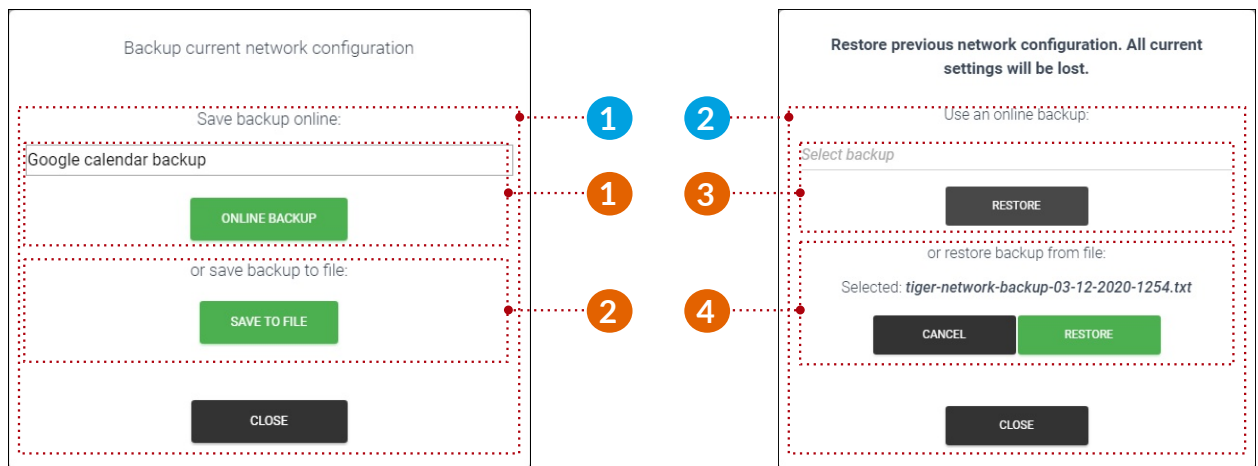 Backup current network configuration
Save backup online:
1
Google calendar backup
1
ONLINE BACKUP
or save backup to file:
2
SAVE TO FILE
CLOSE
Restore previous network configuration. All current
settings will be lost.
2
Use an online backup:
Select backup
3
RESTORE
or restore backup from file:
Selected: tiger-network-backup-03-12-2020-1254.txt
4
CANCEL RESTORE
CLOSE